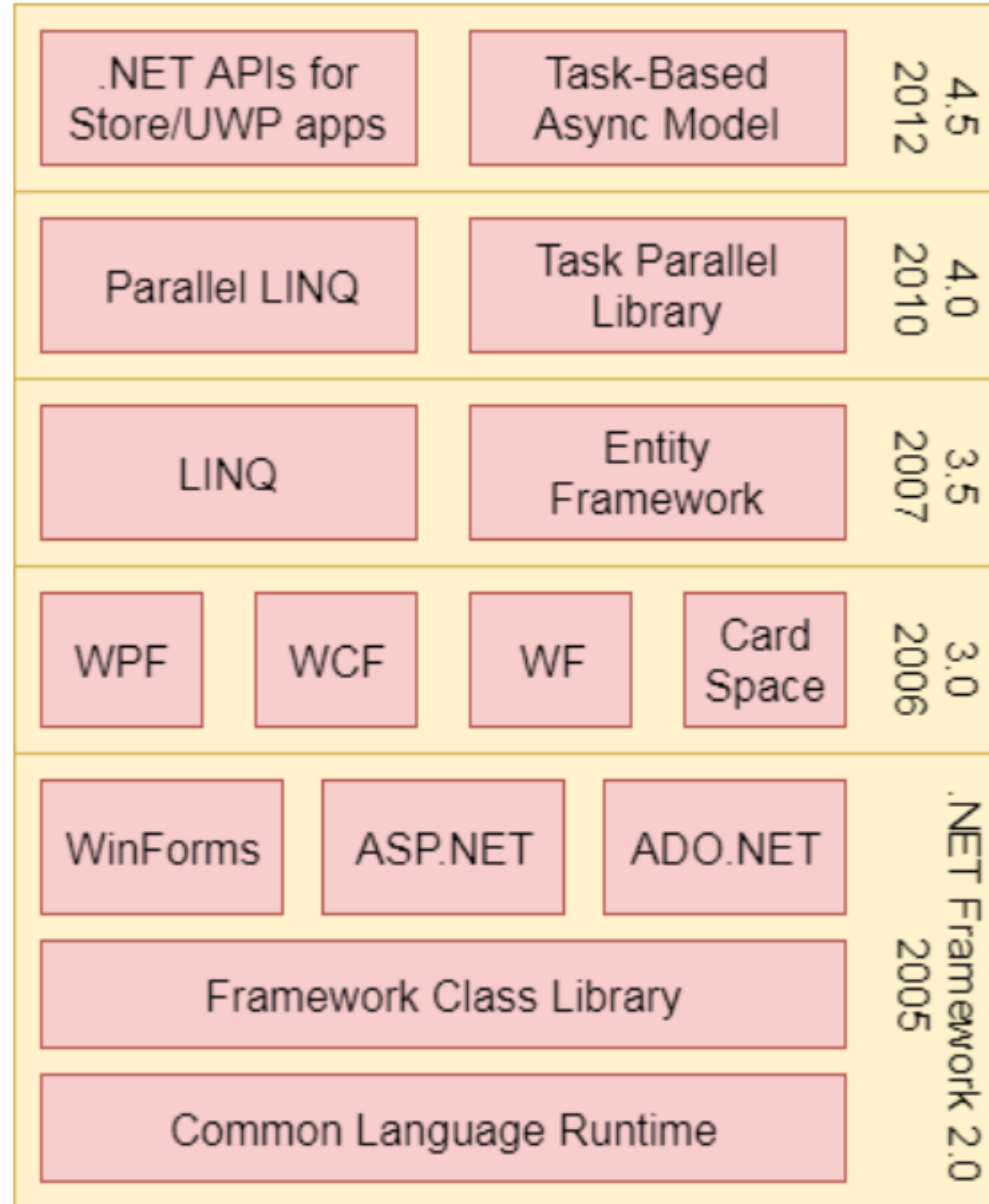 .NET APIs for
Store/UWP apps
Task-Based
Async Model
4.5
2012
Parallel LINQ
Task Parallel
Library
4.0
2010
LINQ
Entity
Framework
3.5
2007
WPF
WCF
WF
Card
Space
3.0
2006
WinForms
ASP.NET
ADO.NET
.NET Framework 2.0
2005
Framework Class Library
Common Language Runtime